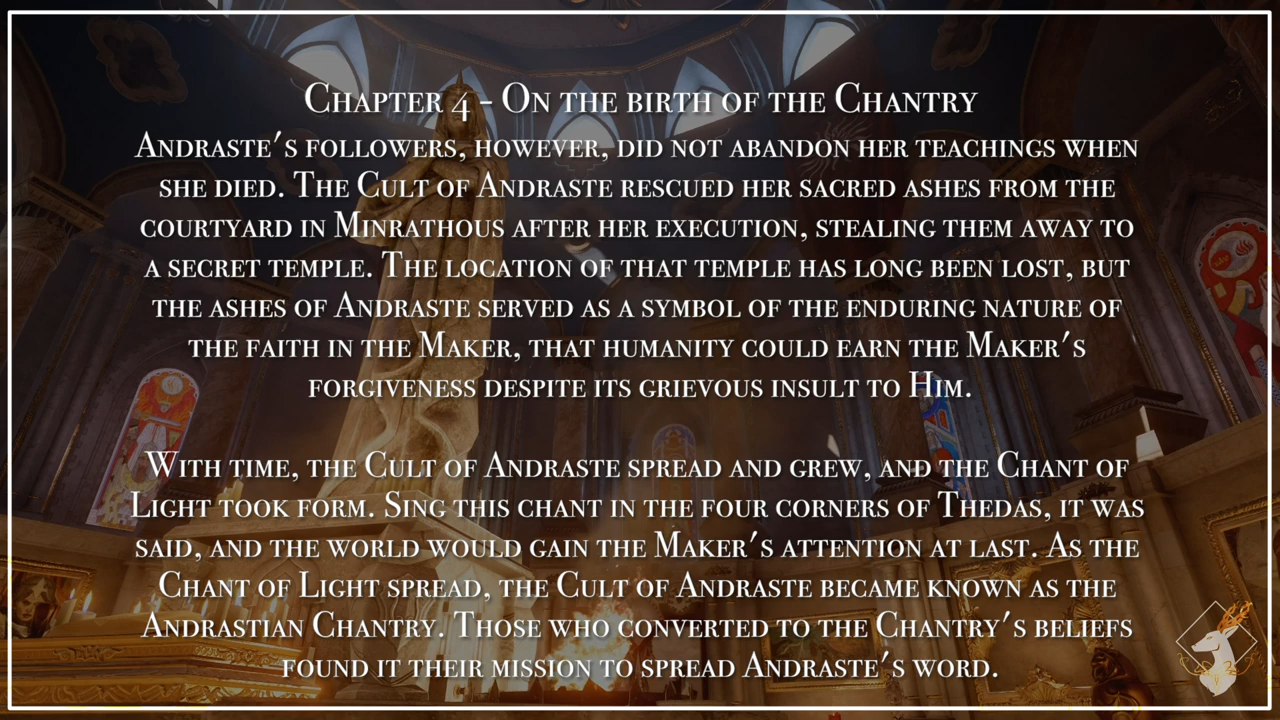 Chapter 4 - On the birth of the Chantry
Andraste's followers, however, did not abandon her teachings when
she died. The Cult of Andraste rescued her sacred ashes from the
courtyard in Minrathous after her execution, stealing them away to
a secret temple. The location of that temple has long been lost, but
the ashes of Andraste served as a symbol of the enduring nature of
the faith in the Maker, that humanity could earn the Maker's
forgiveness despite its grievous insult to Him.
With time, the Cult of Andraste spread and grew, and the Chant of
Light took form. Sing this chant in the four corners of Thedas, it was
said, and the world would gain the Maker's attention at last. As the
Chant of Light spread, the Cult of Andraste became known as the
Andrastian Chantry. Those who converted to the Chantry's beliefs
found it their mission to spread Andraste's word.